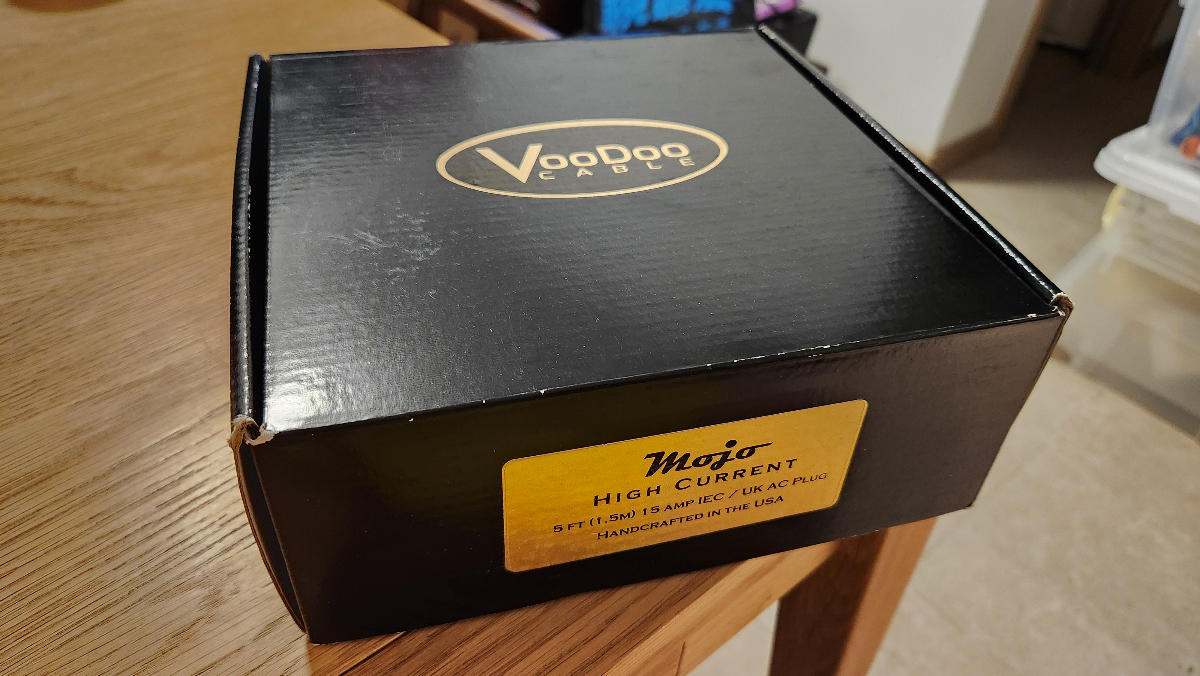 VooDoo
CABLE
Mojo
HIGH CURRENT
5 FT (1.5M) 15 AMP IEC / UK AC PLUG
HANDCRAFTED IN THE USA